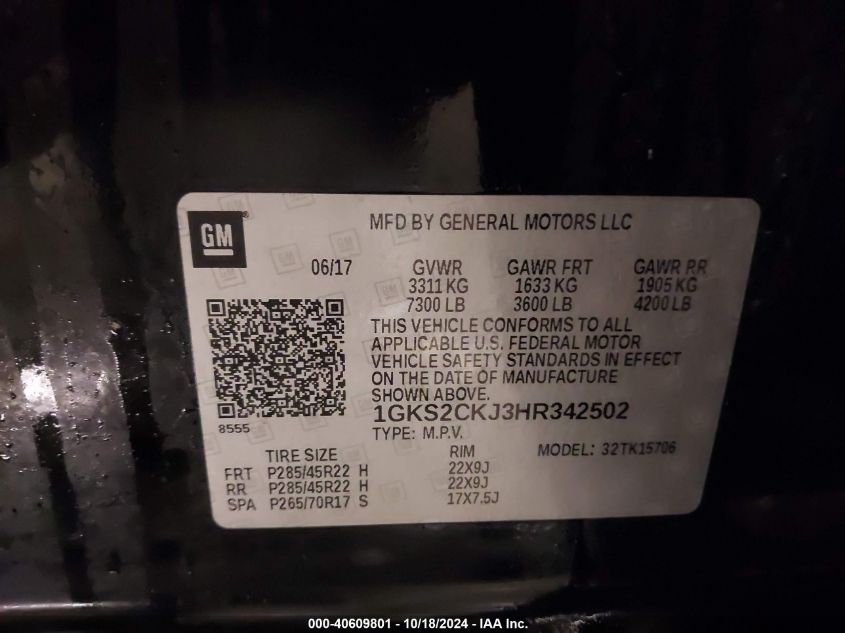 GM ®
MFD BY GENERAL MOTORS LLC
06/17 GVWR GAWR FRT GAWR RR
3311 KG 1633 KG 1905 KG
7300 LB 3600 LB 4200 LB
THIS VEHICLE CONFORMS TO ALL
APPLICABLE U.S. FEDERAL MOTOR
VEHICLE SAFETY STANDARDS IN EFFECT
ON THE DATE OF MANUFACTURE
SHOWN ABOVE.
1GKS2CKJ3HR342502
8555
TYPE: M.P.V.
TIRE SIZE RIM MODEL: 32TK15706
FRT P285/45R22 H 22X9J
RR P285/45R22 H 22X9J
SPA P265/70R17 S 17X7.5J
000-40609801 - 10/18/2024 - IAA Inc.